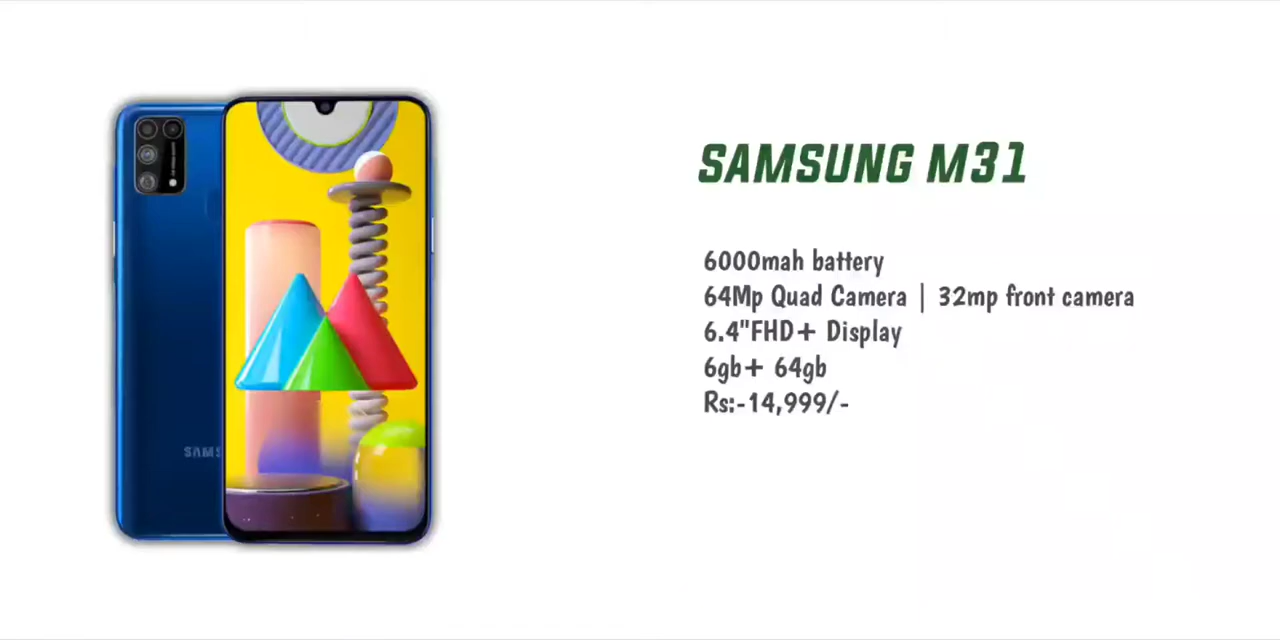 SAMS
SAMSUNG M31
6000mah battery
64Mp Quad Camera | 32mp front camera
6.4"FHD+ Display
6gb+ 64gb
Rs:-14,999/-